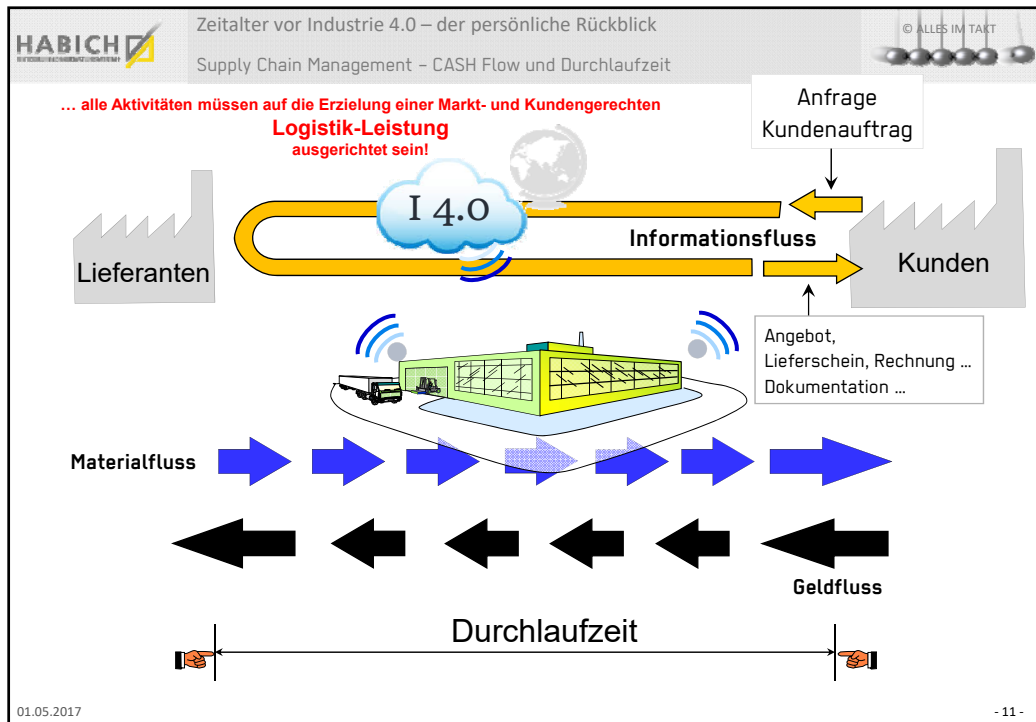 HABICH
Zeitalter vor Industrie 4.0 – der persönliche Rückblick
Supply Chain Management – CASH Flow und Durchlaufzeit
© ALLES IM TAKT
... alle Aktivitäten müssen auf die Erzielung einer Markt- und Kundengerechten
Logistik-Leistung
ausgerichtet sein!
Anfrage
Kundenauftrag
I 4.0
Informationsfluss
Lieferanten
Kunden
Angebot,
Lieferschein, Rechnung ...
Dokumentation ...
Materialfluss
Geldfluss
Durchlaufzeit
01.05.2017
- 11 -